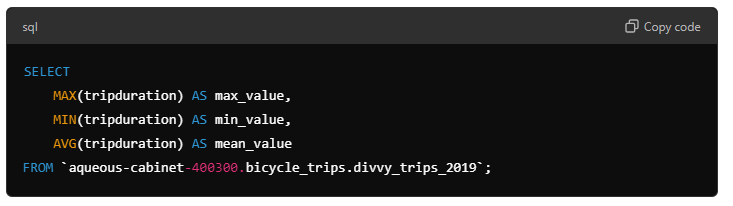 sql
Copy code
SELECT
MAX(tripduration) AS max_value,
MIN(tripduration) AS min_value,
AVG(tripduration) AS mean_value
FROM `aqueous-cabinet-400300.bicycle_trips.divvy_trips_2019`;